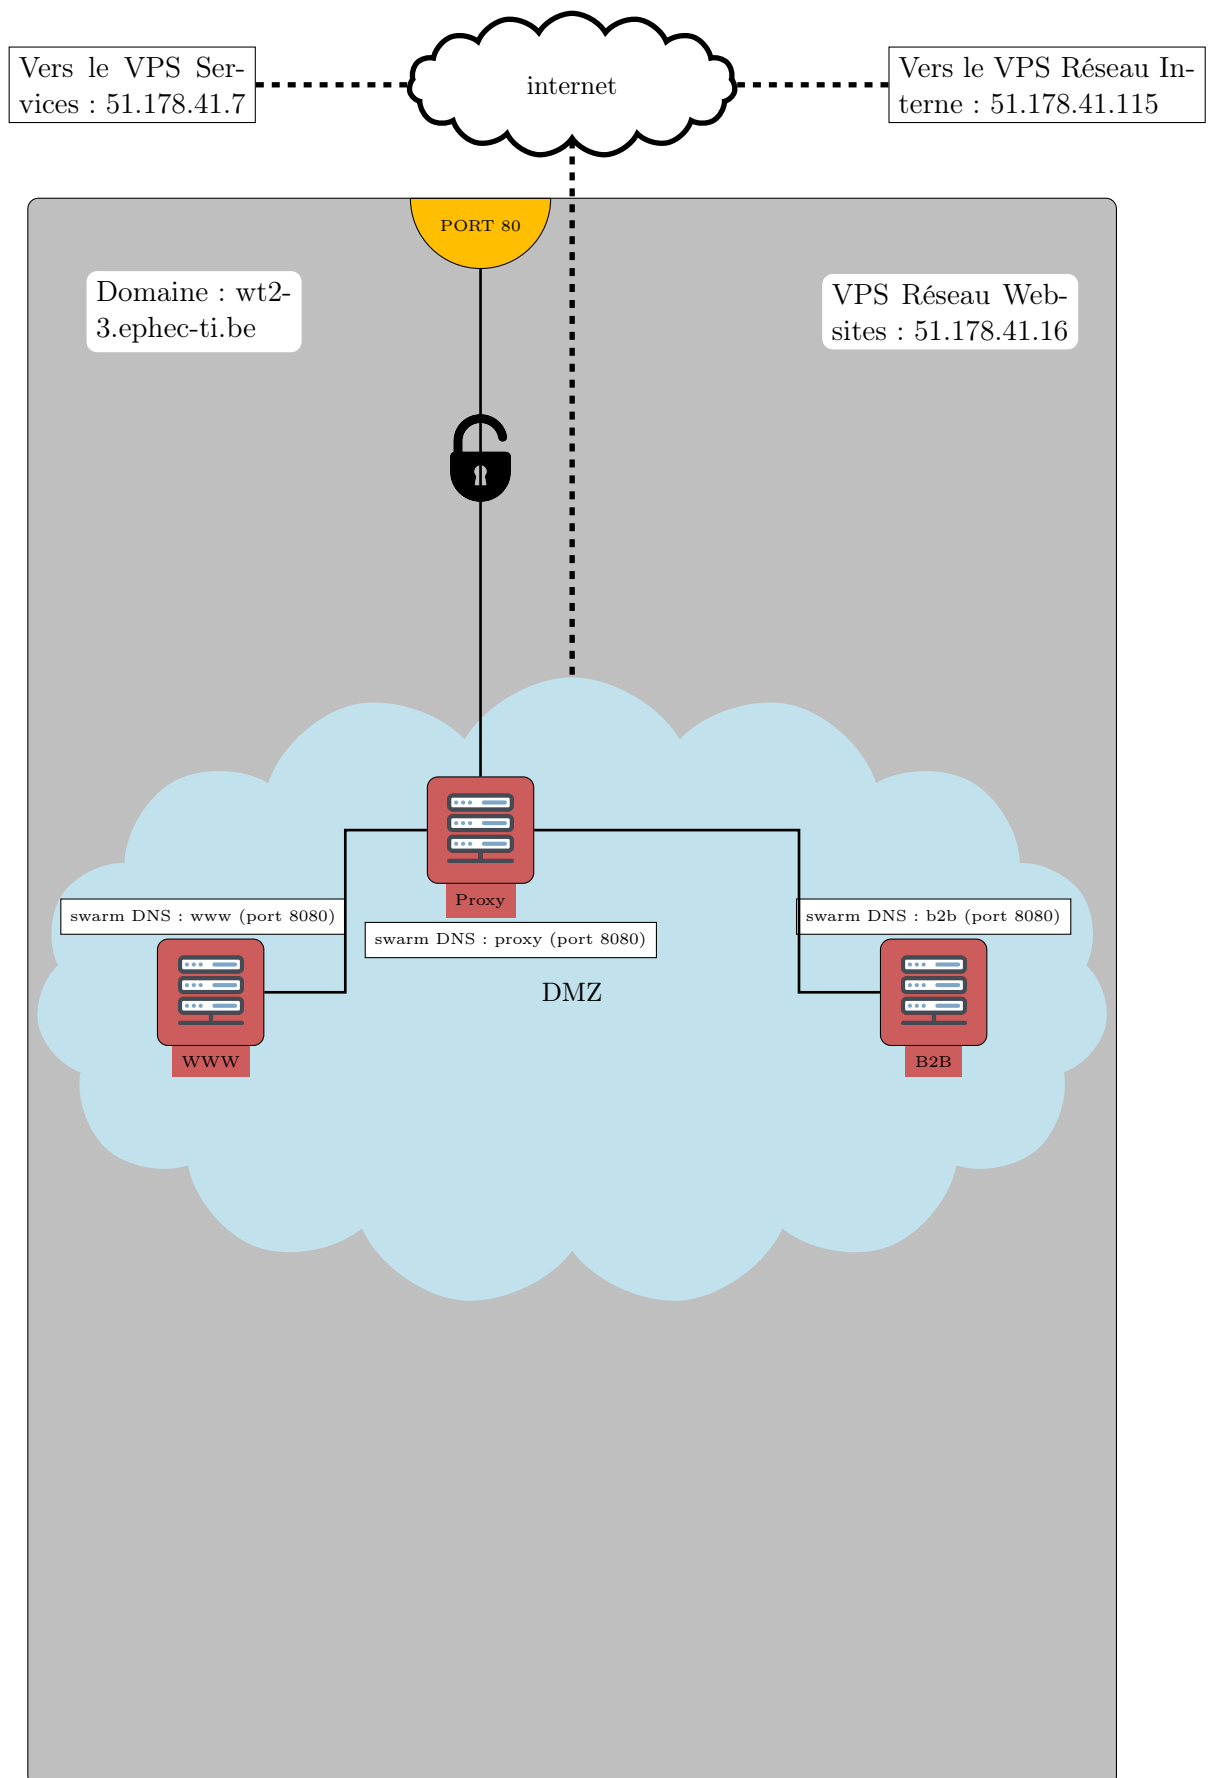 Vers le VPS Ser-
vices : 51.178.41.7
internet
Vers le VPS Réseau In-
terne : 51.178.41.115
PORT 80
Domaine : wt2-
3.ephec-ti.be
VPS Réseau Web-
sites : 51.178.41.16
Proxy
swarm DNS : www (port 8080)
swarm DNS : b2b (port 8080)
swarm DNS : proxy (port 8080)
DMZ
WWW
B2B